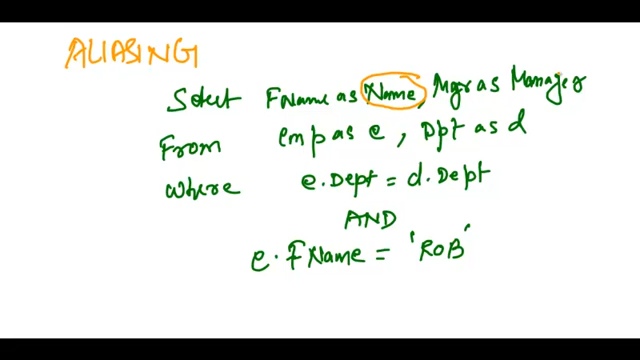 ALIASING
Select FName as Name, Mgr as Manager
From emp as e, Dpt as d
where e.Dept = d.Dept
AND
e.FName = 'ROB'